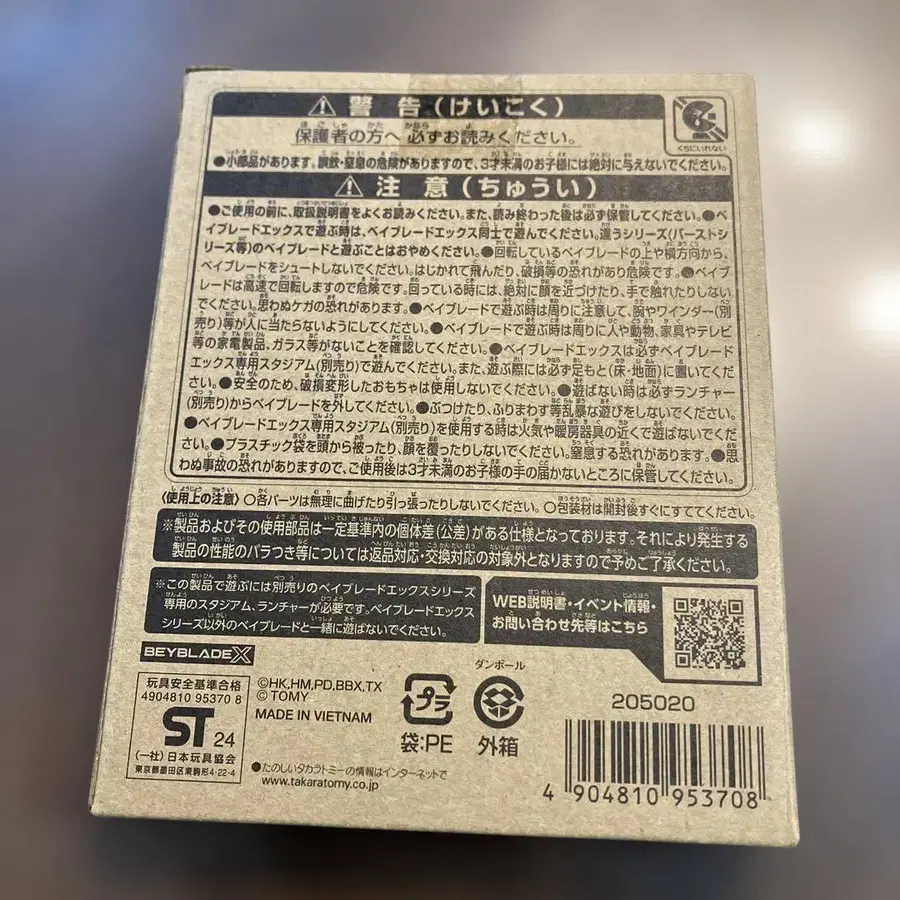 ⚠ 警告(けいこく)
保護者の方へ 必ずお読みください。
くちにいれない
●小部品があります。誤飲・窒息の危険がありますので、3才未満のお子様には絶対に与えないでください。
⚠ 注意(ちゅうい)
●ご使用の前に、取扱説明書をよくお読みください。また、読み終わった後は必ず保管してください。●ベイ
ブレードエックスで遊ぶ時は、ベイブレードエックス同士で遊んでください。違うシリーズ(バーストシ
リーズ等)のベイブレードと遊ぶことはおやめください。●回転しているベイブレードの上や横方向から、
ベイブレードをシュートしないでください。はじかれて飛んだり、破損等の恐れがあり危険です。●ベイブ
レードは高速で回転しますので危険です。回っている時には、絶対に顔を近づけたり、手で触れたりしない
でください。思わぬケガの恐れがあります。●ベイブレードで遊ぶ時は周りに注意して、腕やワインダー(別
売り)等が人に当たらないようにしてください。●ベイブレードで遊ぶ時は周りに人や動物、家具やテレビ
等の家電製品、ガラス等がないことを確認してください。●ベイブレードエックスは必ずベイブレード
エックス専用スタジアム(別売り)で遊んでください。また、遊ぶ際には必ず足もと(床・地面)に置いてくだ
さい。●安全のため、破損変形したおもちゃは使用しないでください。●遊ばない時は必ずランチャー
(別売り)からベイブレードを外してください。●ぶつけたり、ふりまわす等乱暴な遊びをしないでください。
●ベイブレードエックス専用スタジアム(別売り)を使用する時は火気や暖房器具の近くで遊ばないでくだ
さい。●プラスチック袋を頭から被ったり、顔を覆ったりしないでください。窒息する恐れがあります。●思
わぬ事故の恐れがありますので、ご使用後は3才未満のお子様の手の届かないところに保管してください。
〈使用上の注意〉 ○各パーツは無理に曲げたり引っ張ったりしないでください。 ○包装材は開封後すぐにすててください。
※製品およびその使用部品は一定基準内の個体差(公差)がある仕様となっております。それにより発生する
製品の性能のバラつき等については返品対応・交換対応の対象外となりますので予めご了承ください。
※この製品で遊ぶには別売りのベイブレードエックスシリーズ
専用のスタジアム、ランチャーが必要です。ベイブレードエックス
シリーズ以外のベイブレードと一緒に遊ばないでください。
WEB説明書・イベント情報・
お問い合わせ先等はこちら
BEYBLADE X
玩具安全基準合格
4904810 95370 8
ST 24
(一社)日本玩具協会
東京都墨田区東駒形4-22-4
©HK,HM,PD,BBX,TX
© TOMY
MADE IN VIETNAM
●たのしいタカラトミーの情報はインターネットで
www.takaratomy.co.jp
プラ
袋:PE
ダンボール
外箱
205020
4 904810 953708